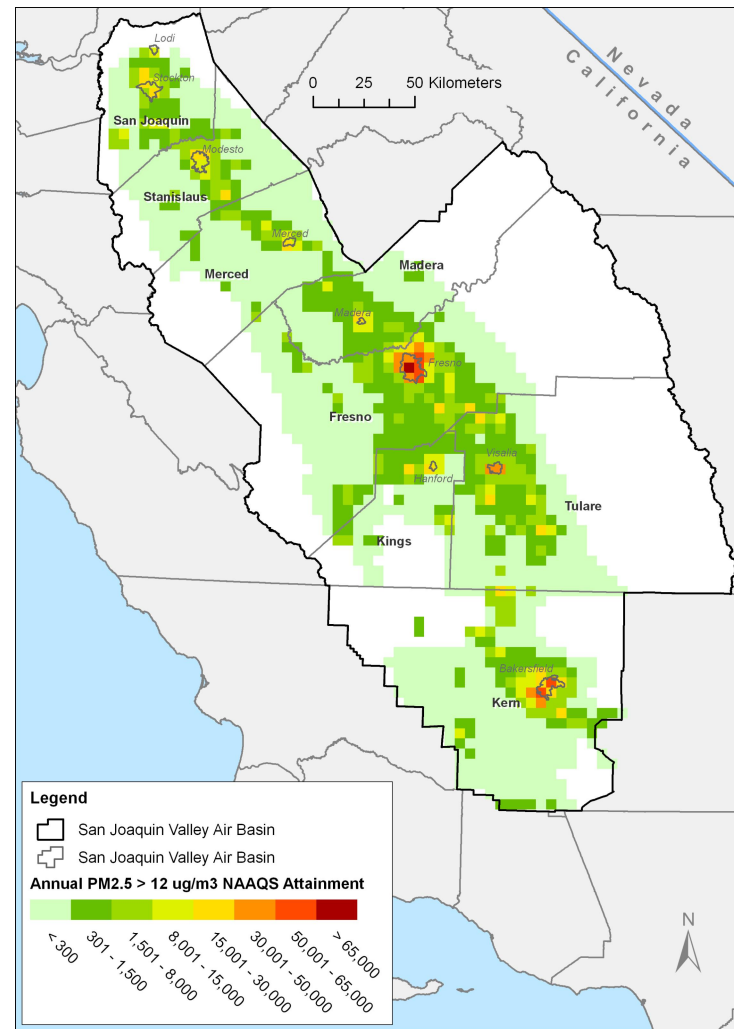 Lodi
Stockton
San Joaquin
Modesto
Stanislaus
Merced
Merced
Madera
Madera
Fresno
Fresno
Visalia
Hanford
Tulare
Kings
Bakersfield
Kern
0 25 50 Kilometers
Nevada
California
Legend
San Joaquin Valley Air Basin
San Joaquin Valley Air Basin
Annual PM2.5 > 12 ug/m3 NAAQS Attainment
< 300
301 - 1,500
1,501 - 8,000
8,001 - 15,000
15,001 - 30,000
30,001 - 50,000
50,001 - 65,000
> 65,000
N